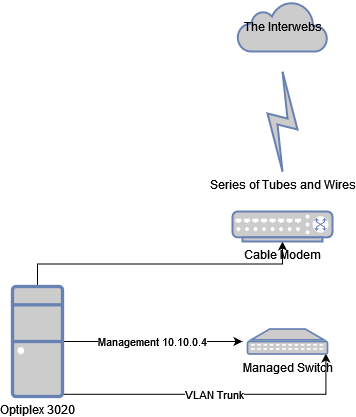 The Interwebs
Series of Tubes and Wires
Cable Modem
Management 10.10.0.4
Managed Switch
VLAN Trunk
Optiplex 3020